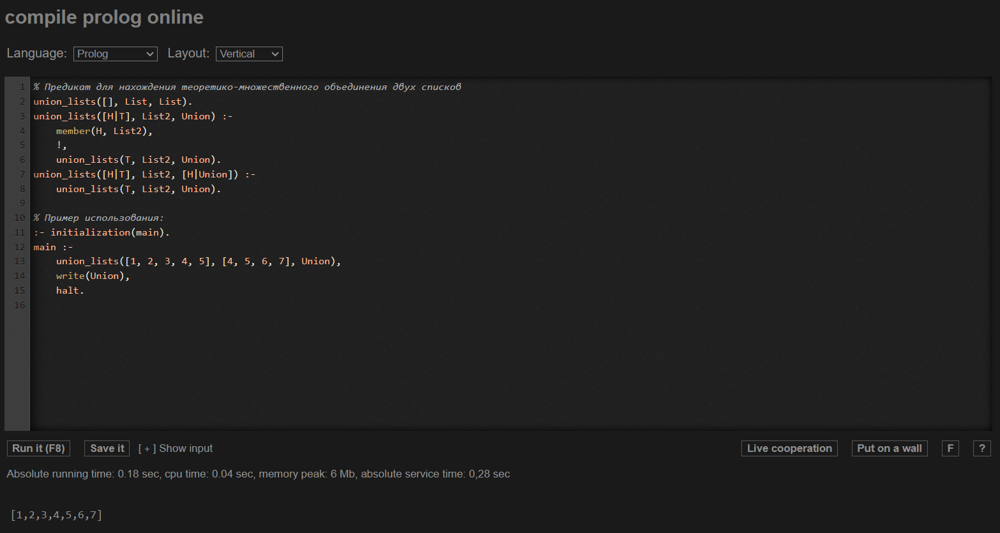 compile prolog online
Language: Prolog Layout: Vertical
1 % Предикат для нахождения теоретико-множественного объединения двух списков
2 union_lists([], List, List).
3 union_lists([H|T], List2, Union) :-
4     member(H, List2),
5     !,
6     union_lists(T, List2, Union).
7 union_lists([H|T], List2, [H|Union]) :-
8     union_lists(T, List2, Union).
9
10 % Пример использования:
11 :- initialization(main).
12 main :-
13     union_lists([1, 2, 3, 4, 5], [4, 5, 6, 7], Union),
14     write(Union),
15     halt.
16
Run it (F8) Save it [ + ] Show input Live cooperation Put on a wall F ?
Absolute running time: 0.18 sec, cpu time: 0.04 sec, memory peak: 6 Mb, absolute service time: 0,28 sec
[1,2,3,4,5,6,7]